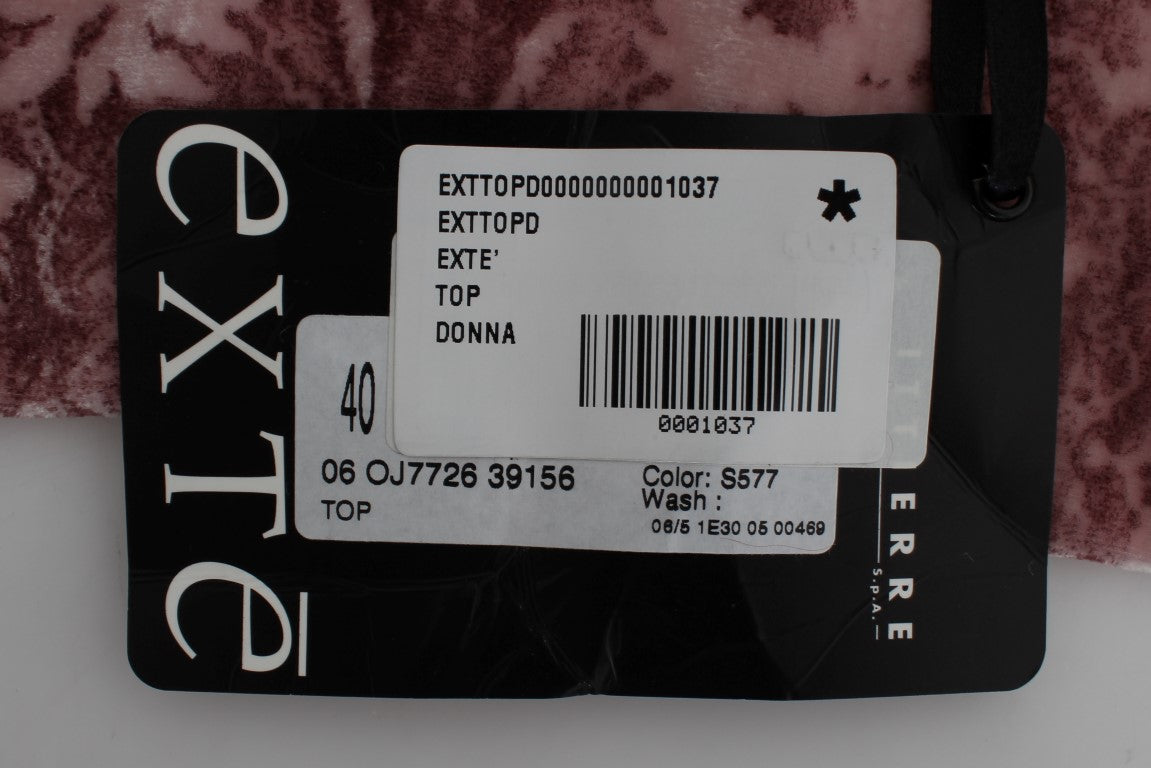 exTē
EXTTOPD0000000001037
EXTTOPD
EXTE'
TOP
DONNA
*
0001037
40
06 OJ7726 39156
TOP
Color: S577
Wash :
06/5 1E30 05 00469
ERRE
S.p.A.